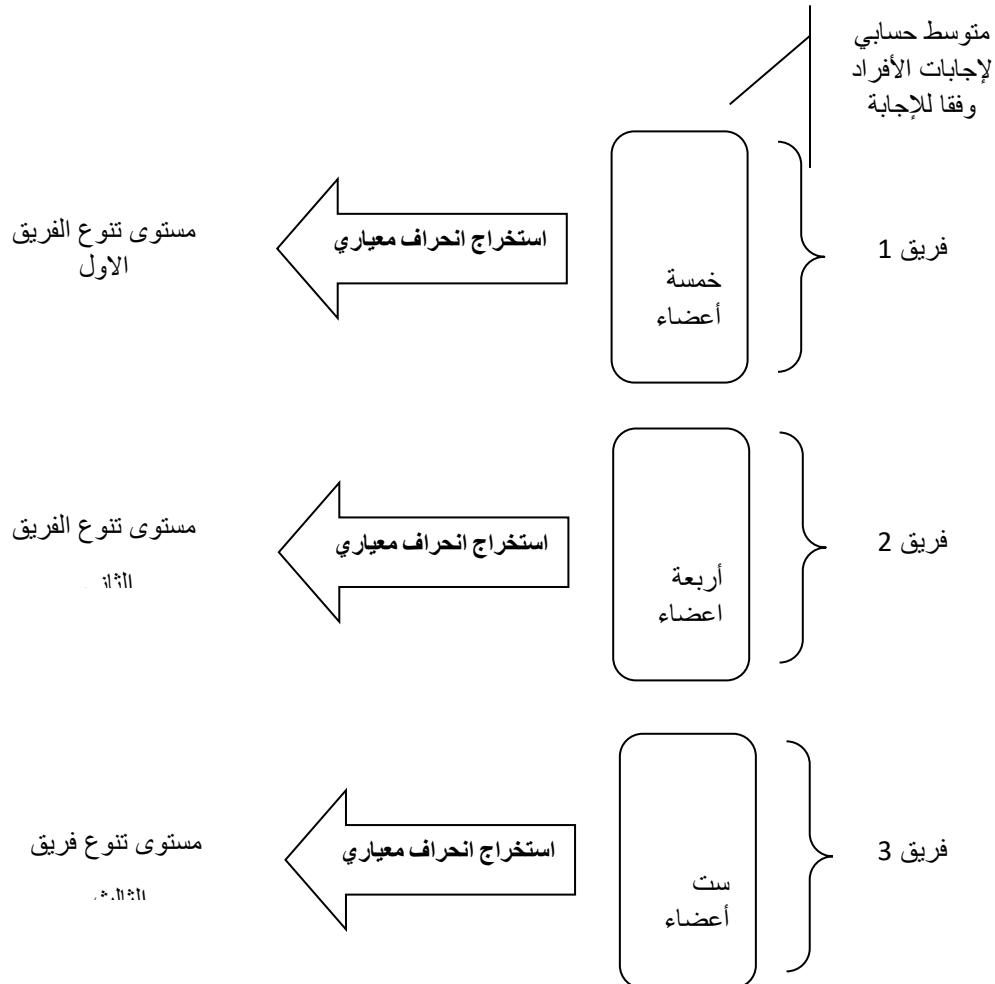 متوسط حسابي
لإجابات الأفراد
وفقا للإجابة
فريق 1
خمسة
أعضاء
استخراج انحراف معياري
مستوى تنوع الفريق
الاول
فريق 2
أربعة
اعضاء
استخراج انحراف معياري
مستوى تنوع الفريق
فريق 3
ست
أعضاء
استخراج انحراف معياري
مستوى تنوع فريق